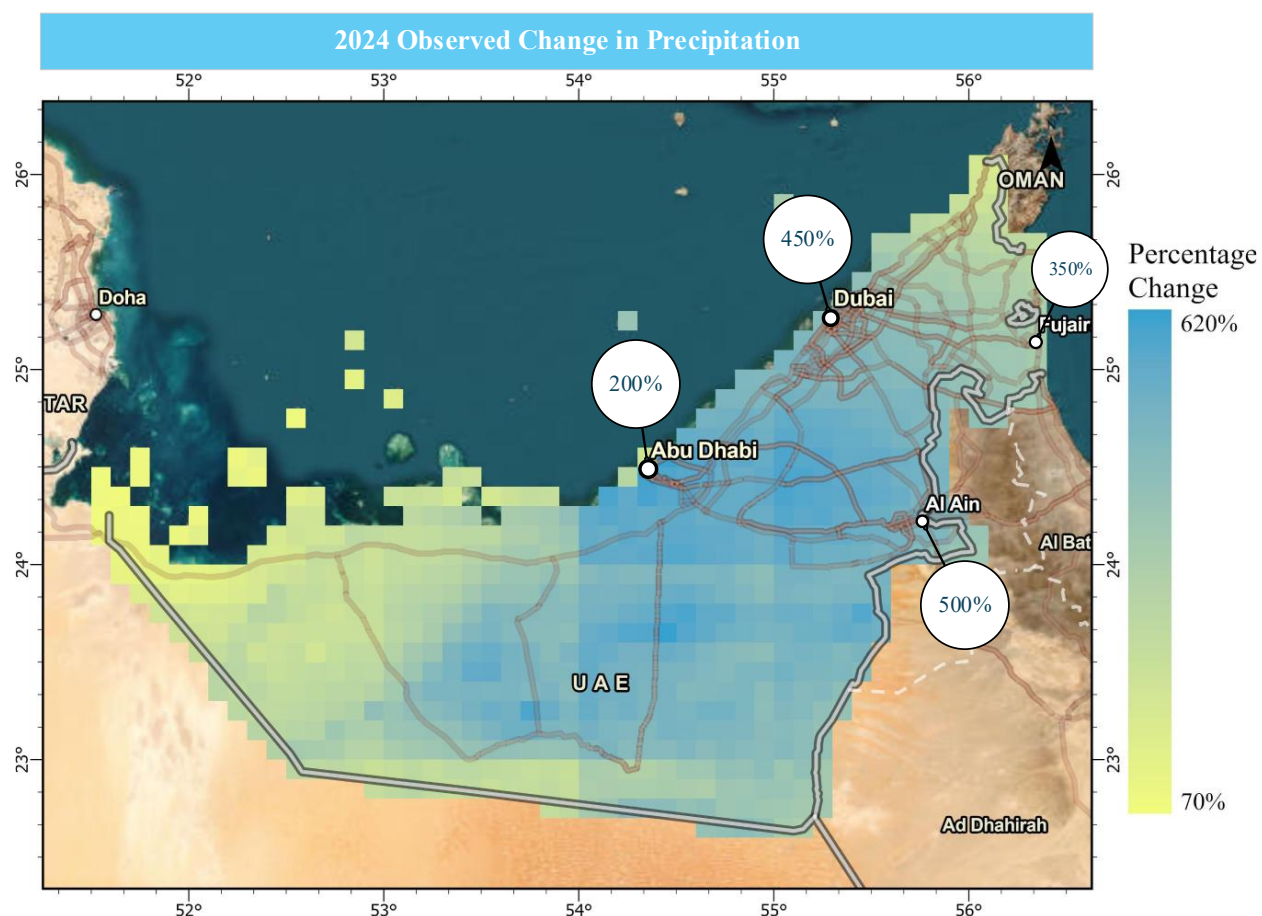 2024 Observed Change in Precipitation
52° 53° 54° 55° 56°
26° 26°
OMAN
450%
350%
Percentage
Change
Doha
Dubai
620%
Fujair
25° 25°
200%
TAR
Abu Dhabi
Al Ain
Al Bat
24° 24°
500%
UAE
23° 23°
70%
Ad Dhahirah
52° 53° 54° 55° 56°